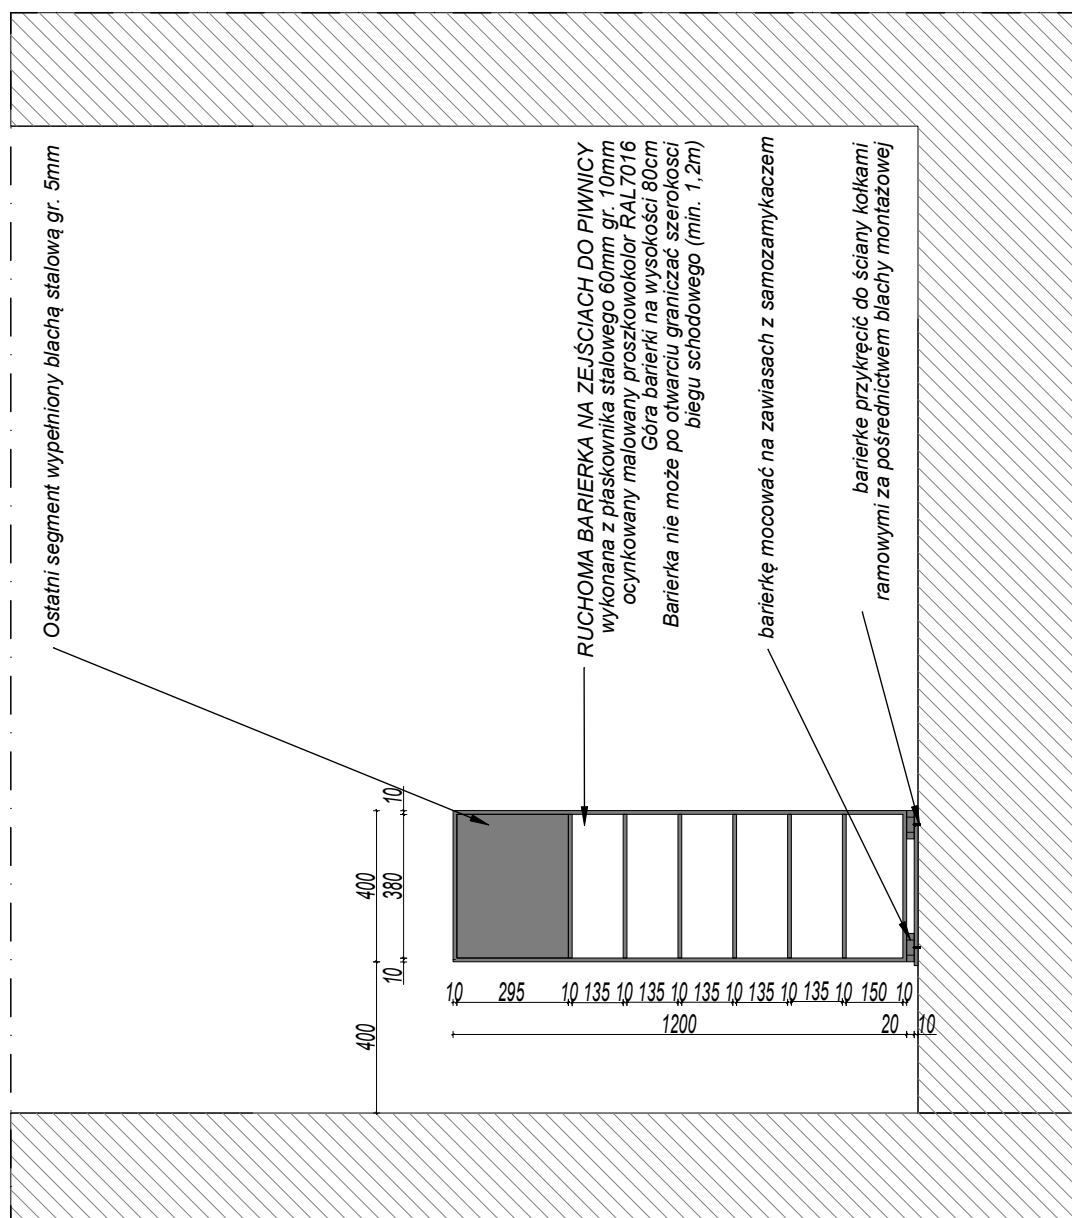 Ostatni segment wypełniony blachą stalową gr. 5mm
RUCHOMA BARIERKA NA ZEJŚCIACH DO PIWNICY
wykonana z płaskownika stalowego 60mm gr. 10mm
ocynkowany malowany proszkowokolor RAL7016
Góra barierki na wysokości 80cm
Barierka nie może po otwarciu graniczać szerokosci
biegu schodowego (min. 1,2m)
barierkę mocować na zawiasach z samozamykaczem
barierke przykręcić do ściany kołkami
ramowymi za pośrednictwem blachy montażowej
10
400 380
10
400
10 295 10 135 10 135 10 135 10 135 10 135 10 150 10
1200 20 10